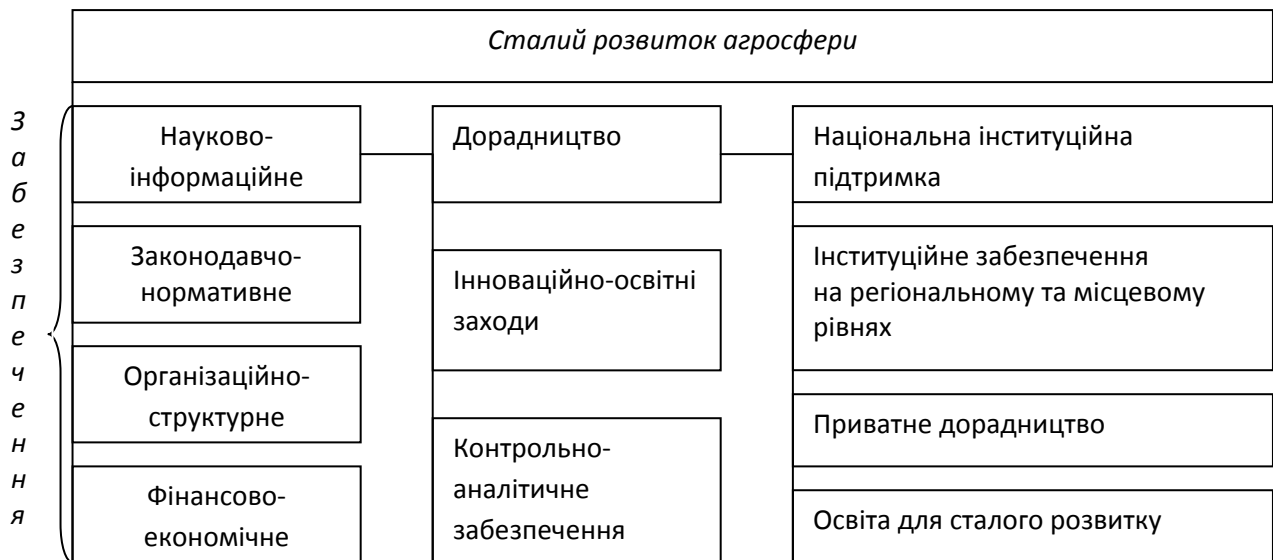 Сталий розвиток агросфери
Забезпечення
Науково-
інформаційне
Законодавчо-
нормативне
Організаційно-
структурне
Фінансово-
економічне
Дорадництво
Інноваційно-освітні
заходи
Контрольно-
аналітичне
забезпечення
Національна інституційна
підтримка
Інституційне забезпечення
на регіональному та місцевому
рівнях
Приватне дорадництво
Освіта для сталого розвитку